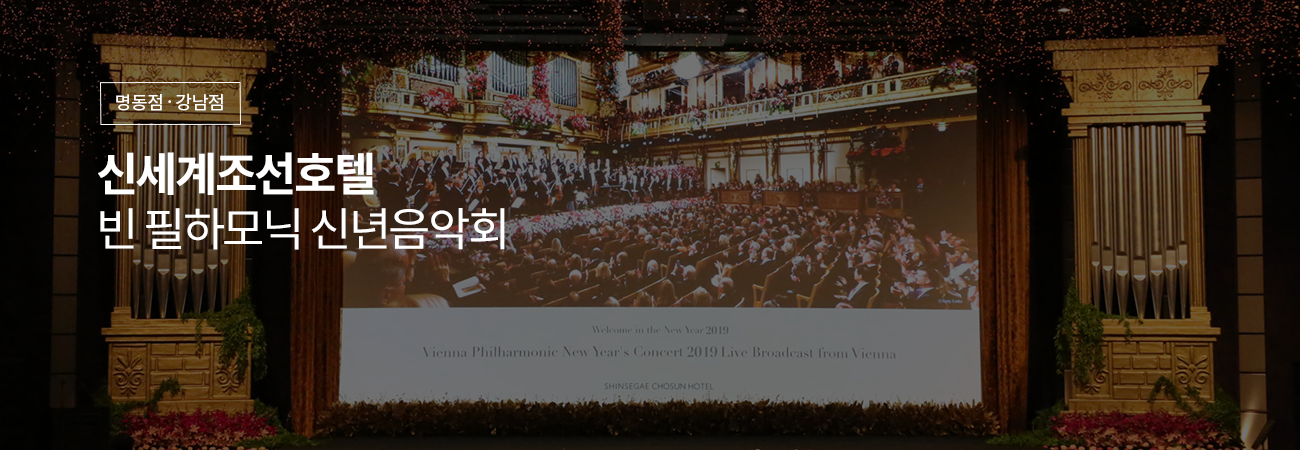 명동점 · 강남점
신세계조선호텔
빈 필하모닉 신년음악회
Welcome in the New Year 2019
Vienna Philharmonic New Year's Concert 2019 Live Broadcast from Vienna
SHINSEGAE CHOSUN HOTEL